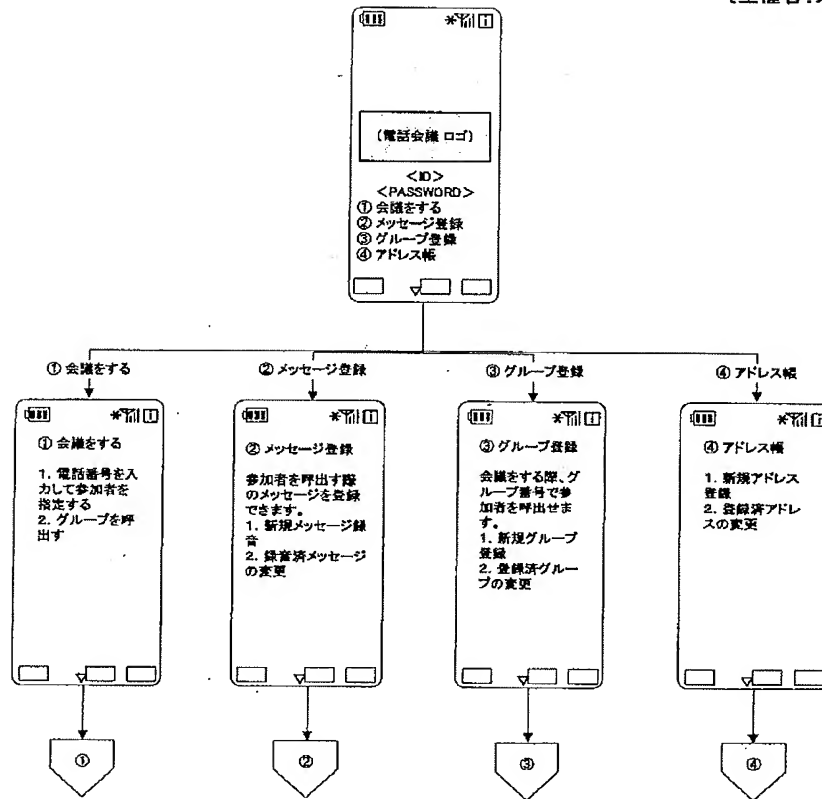 (電話会議 ロゴ)
<ID>
<PASSWORD>
① 会議をする
② メッセージ登録
③ グループ登録
④ アドレス帳
① 会議をする
② メッセージ登録
③ グループ登録
④ アドレス帳
① 会議をする
1. 電話番号を入
力して参加者を
指定する
2. グループを呼
出す
② メッセージ登録
参加者を呼出す際
のメッセージを登録
できます。
1. 新規メッセージ録
音
2. 録音済メッセージ
の変更
③ グループ登録
会議をする際、グ
ループ番号で参
加者を呼出せま
す。
1. 新規グループ
登録
2. 登録済グルー
プの変更
④ アドレス帳
1. 新規アドレス
登録
2. 登録済アドレ
スの変更
①
②
③
④